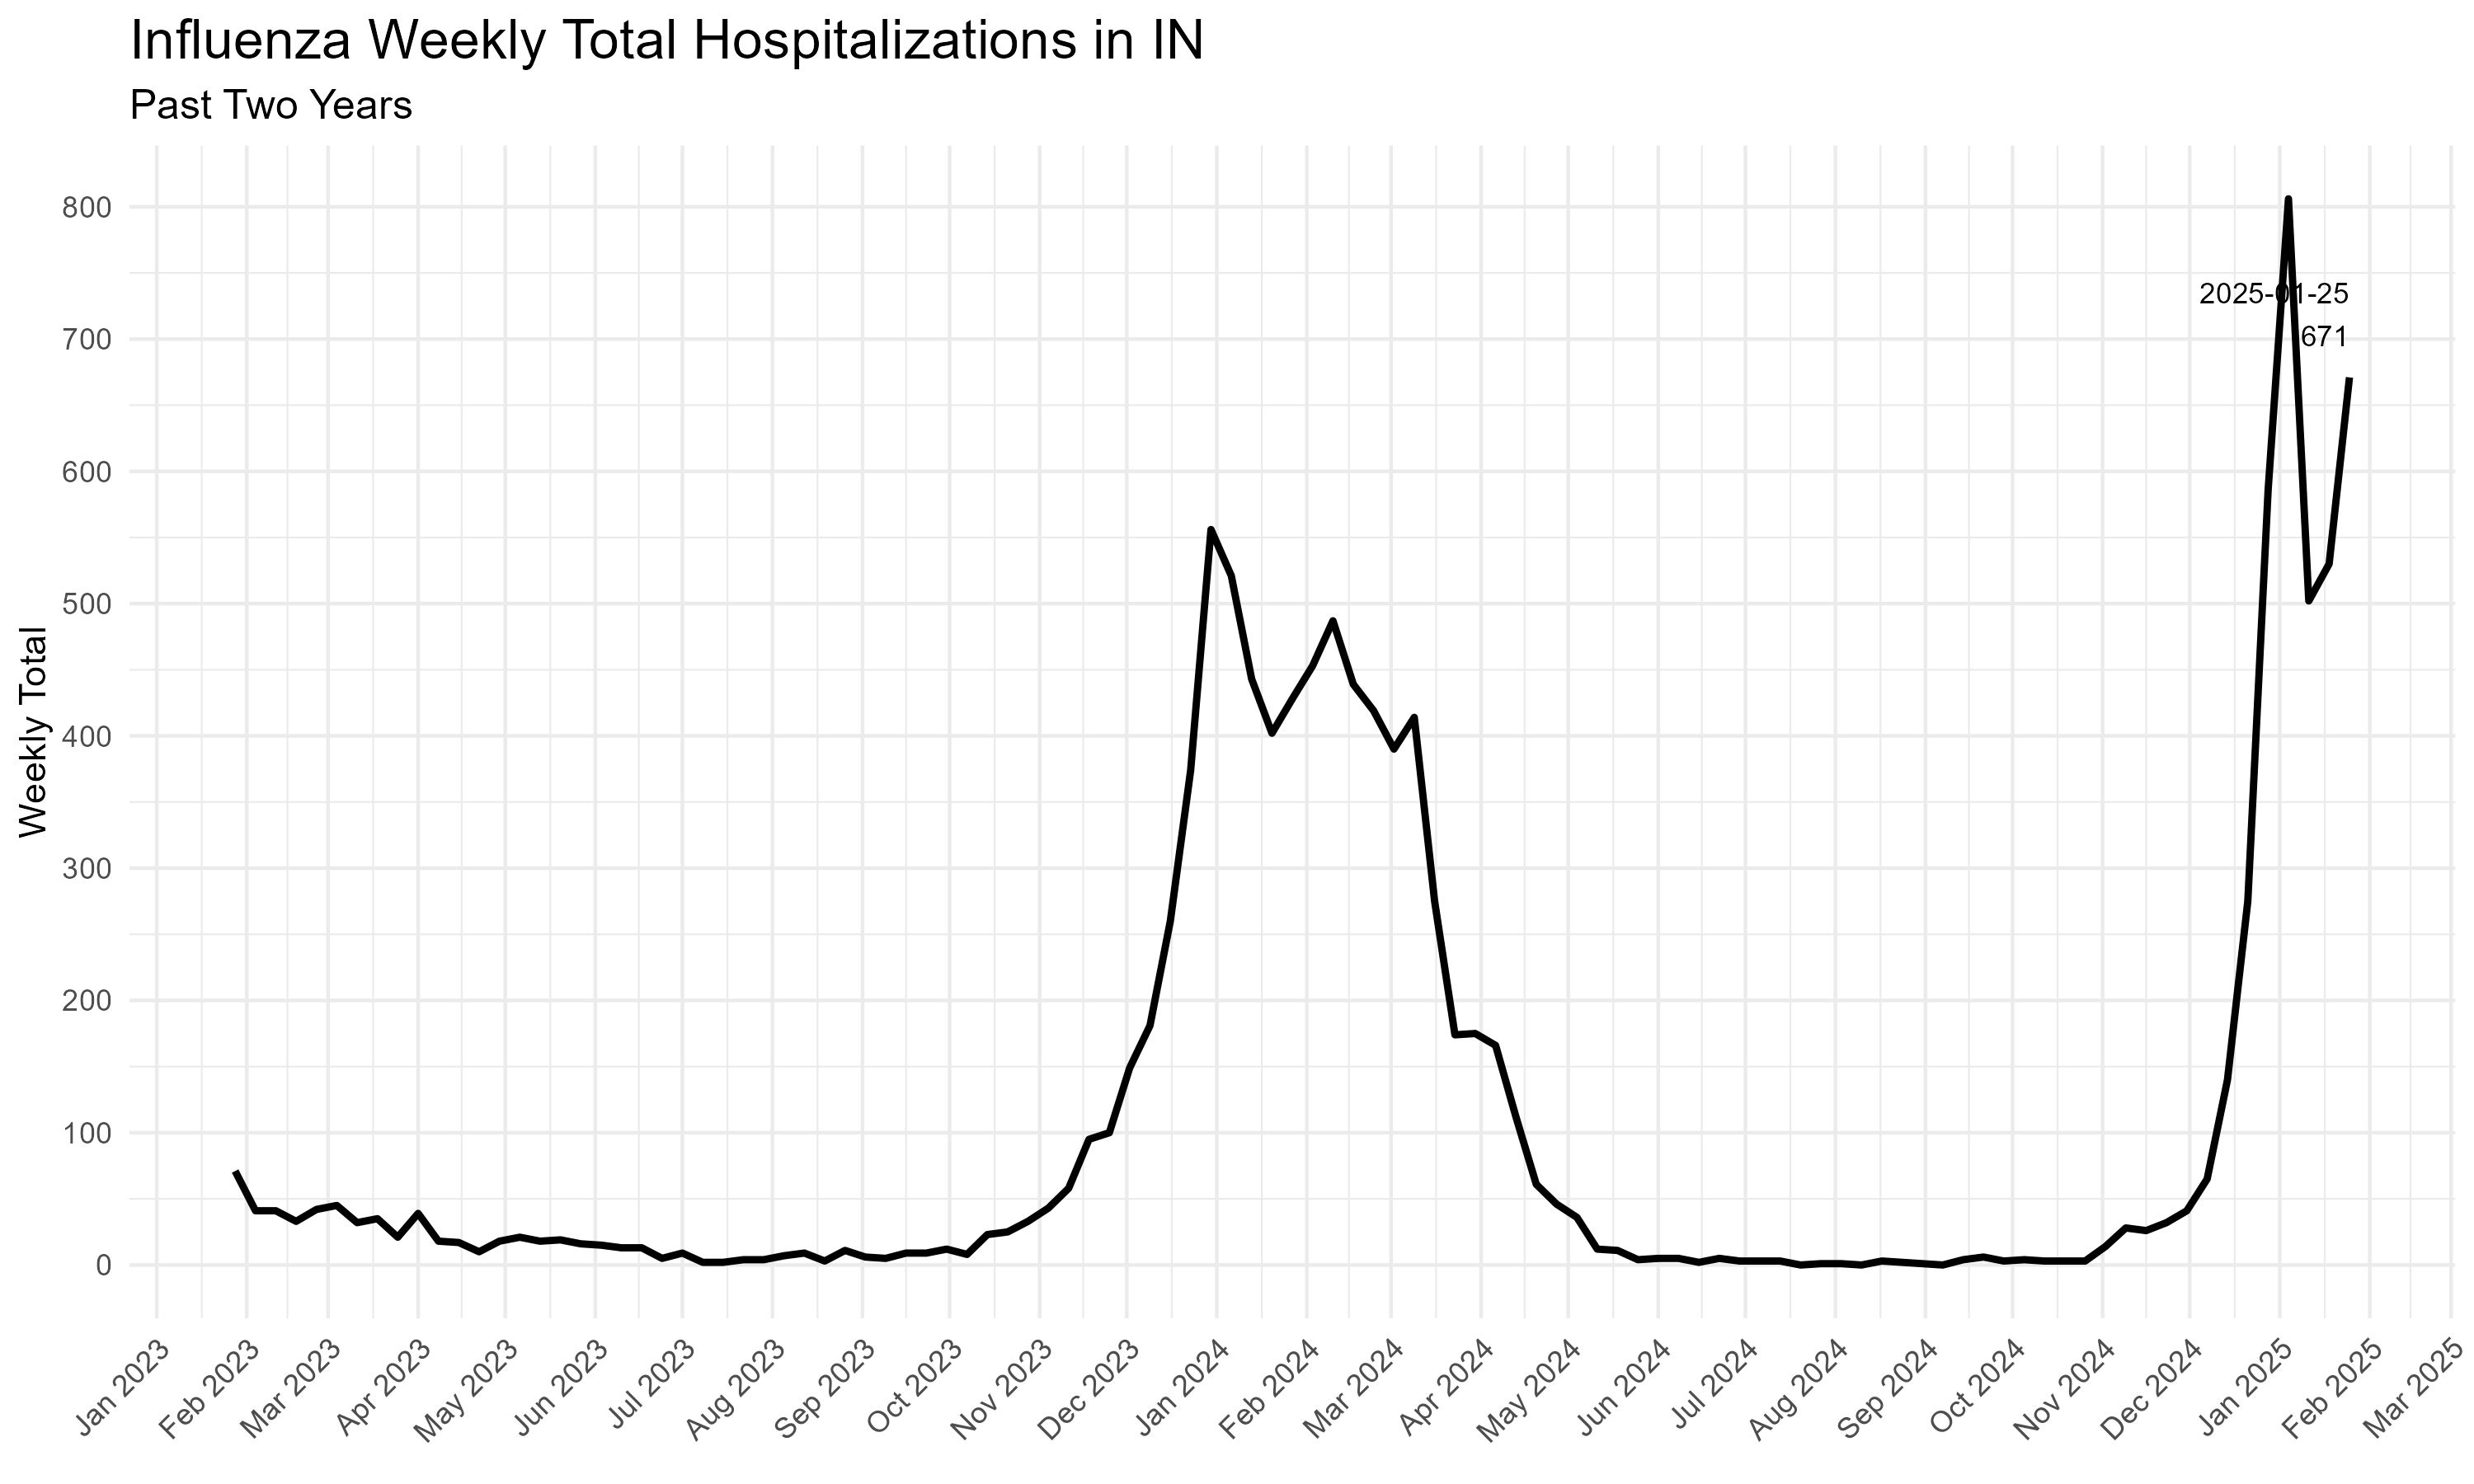 Influenza Weekly Total Hospitalizations in IN
Past Two Years
Weekly Total
800
700
600
500
400
300
200
100
0
2025-01-25
671
Jan 2023
Feb 2023
Mar 2023
Apr 2023
May 2023
Jun 2023
Jul 2023
Aug 2023
Sep 2023
Oct 2023
Nov 2023
Dec 2023
Jan 2024
Feb 2024
Mar 2024
Apr 2024
May 2024
Jun 2024
Jul 2024
Aug 2024
Sep 2024
Oct 2024
Nov 2024
Dec 2024
Jan 2025
Feb 2025
Mar 2025